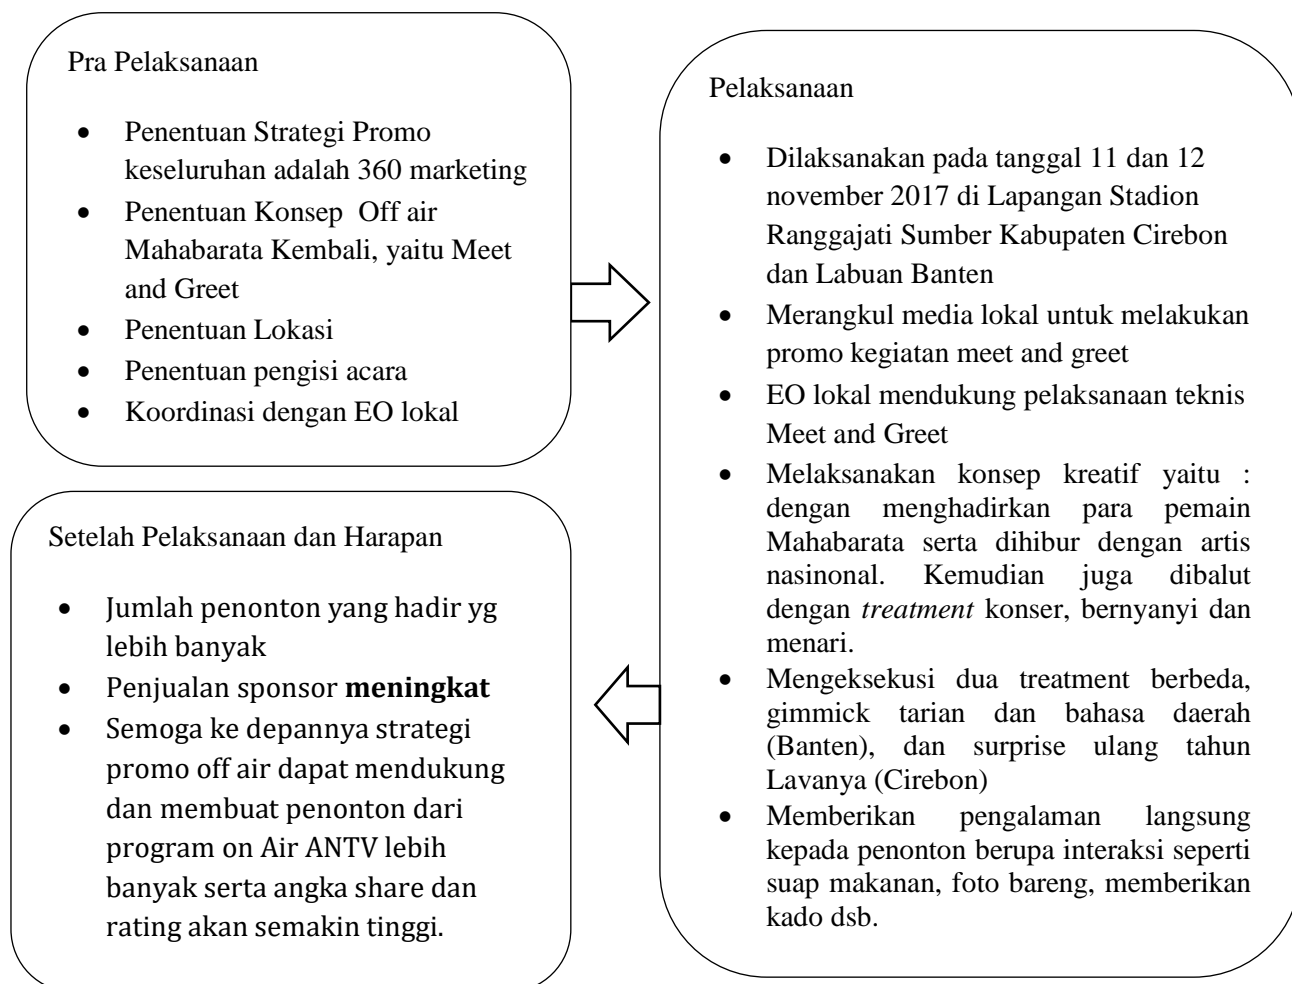 Pra Pelaksanaan
• Penentuan Strategi Promo
keseluruhan adalah 360 marketing
• Penentuan Konsep Off air
Mahabarata Kembali, yaitu Meet
and Greet
• Penentuan Lokasi
• Penentuan pengisi acara
• Koordinasi dengan EO lokal
Pelaksanaan
• Dilaksanakan pada tanggal 11 dan 12
november 2017 di Lapangan Stadion
Ranggajati Sumber Kabupaten Cirebon
dan Labuan Banten
• Merangkul media lokal untuk melakukan
promo kegiatan meet and greet
• EO lokal mendukung pelaksanaan teknis
Meet and Greet
• Melaksanakan konsep kreatif yaitu :
dengan menghadirkan para pemain
Mahabarata serta dihibur dengan artis
nasinonal. Kemudian juga dibalut
dengan treatment konser, bernyanyi dan
menari.
• Mengeksekusi dua treatment berbeda,
gimmick tarian dan bahasa daerah
(Banten), dan surprise ulang tahun
Lavanya (Cirebon)
• Memberikan pengalaman langsung
kepada penonton berupa interaksi seperti
suap makanan, foto bareng, memberikan
kado dsb.
Setelah Pelaksanaan dan Harapan
• Jumlah penonton yang hadir yg
lebih banyak
• Penjualan sponsor meningkat
• Semoga ke depannya strategi
promo off air dapat mendukung
dan membuat penonton dari
program on Air ANTV lebih
banyak serta angka share dan
rating akan semakin tinggi.